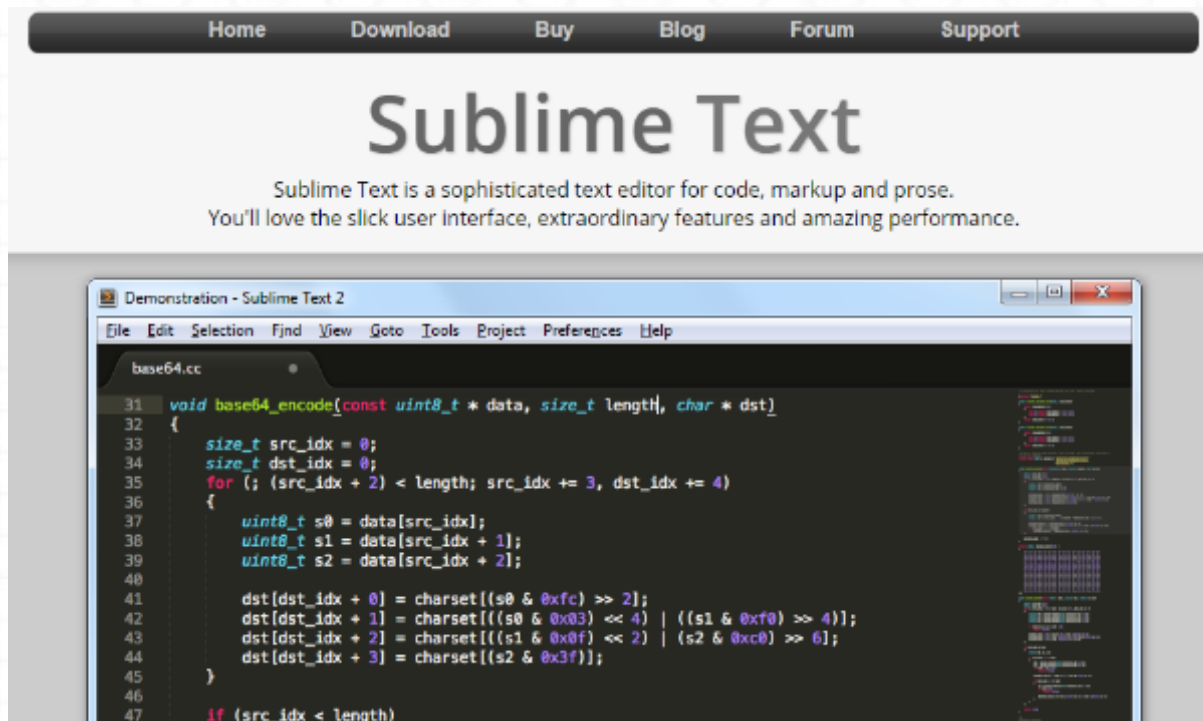 Home Download Buy Blog Forum Support
Sublime Text
Sublime Text is a sophisticated text editor for code, markup and prose.
You'll love the slick user interface, extraordinary features and amazing performance.
Demonstration - Sublime Text 2
File Edit Selection Find View Goto Tools Project Preferences Help
base64.cc
31 void base64_encode(const uint8_t * data, size_t length, char * dst)
32 {
33 size_t src_idx = 0;
34 size_t dst_idx = 0;
35 for (; (src_idx + 2) < length; src_idx += 3, dst_idx += 4)
36 {
37 uint8_t s0 = data[src_idx];
38 uint8_t s1 = data[src_idx + 1];
39 uint8_t s2 = data[src_idx + 2];
40
41 dst[dst_idx + 0] = charset[(s0 & 0xfc) >> 2];
42 dst[dst_idx + 1] = charset[((s0 & 0x03) << 4) | ((s1 & 0xf0) >> 4)];
43 dst[dst_idx + 2] = charset[((s1 & 0x0f) << 2) | (s2 & 0xc0) >> 6];
44 dst[dst_idx + 3] = charset[(s2 & 0x3f)];
45 }
46
47 if (src_idx < length)